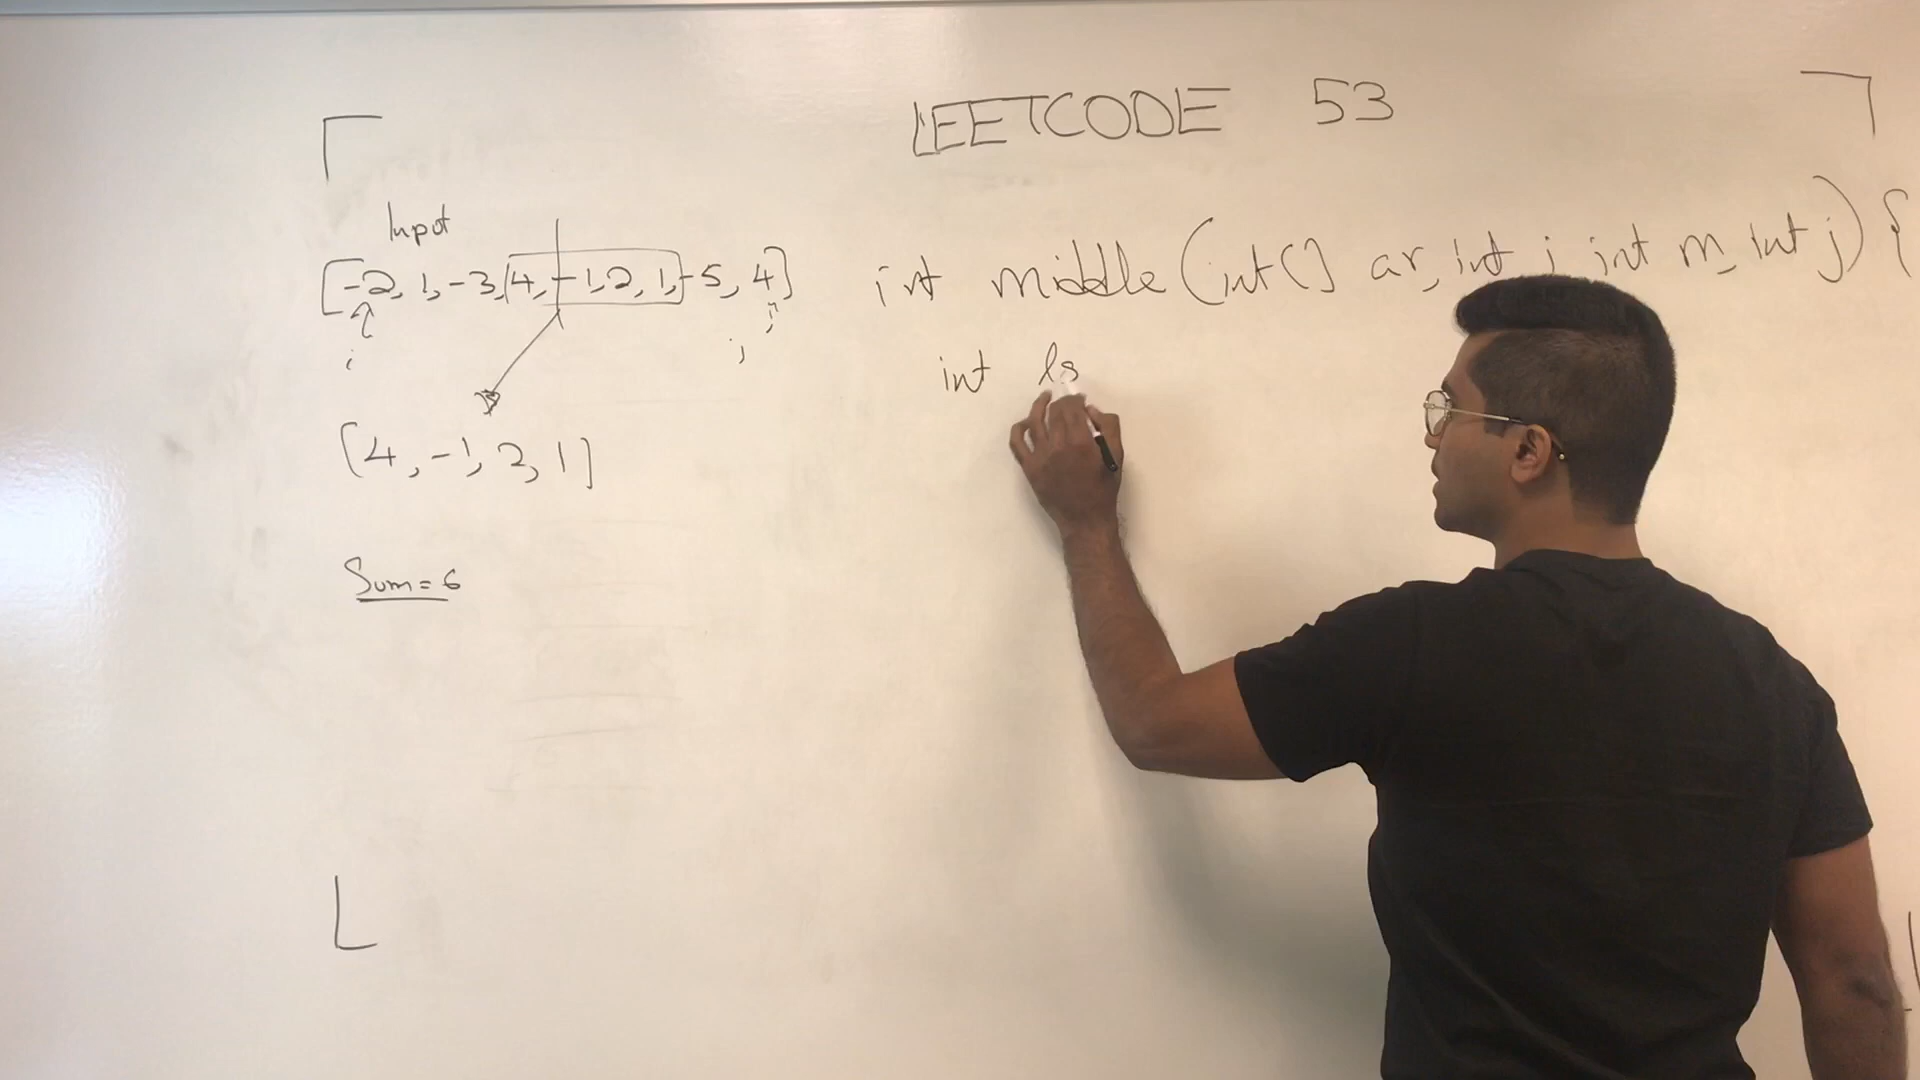 LEETCODE 53
Input
[-2, 1, -3, 4, -1, 2, 1, -5, 4]
i
j
[4, -1, 2, 1]
Sum = 6
int middle (int[] ar, int i, int m, int j) {
int ls